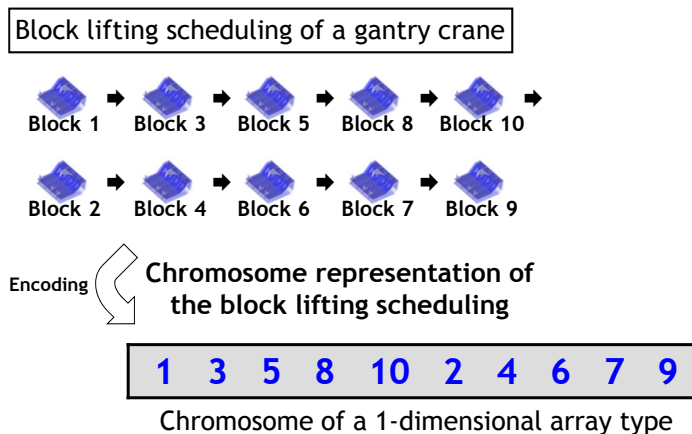 Block lifting scheduling of a gantry crane
Block 1 Block 3 Block 5 Block 8 Block 10
Block 2 Block 4 Block 6 Block 7 Block 9
Encoding
Chromosome representation of
the block lifting scheduling
1 3 5 8 10 2 4 6 7 9
Chromosome of a 1-dimensional array type